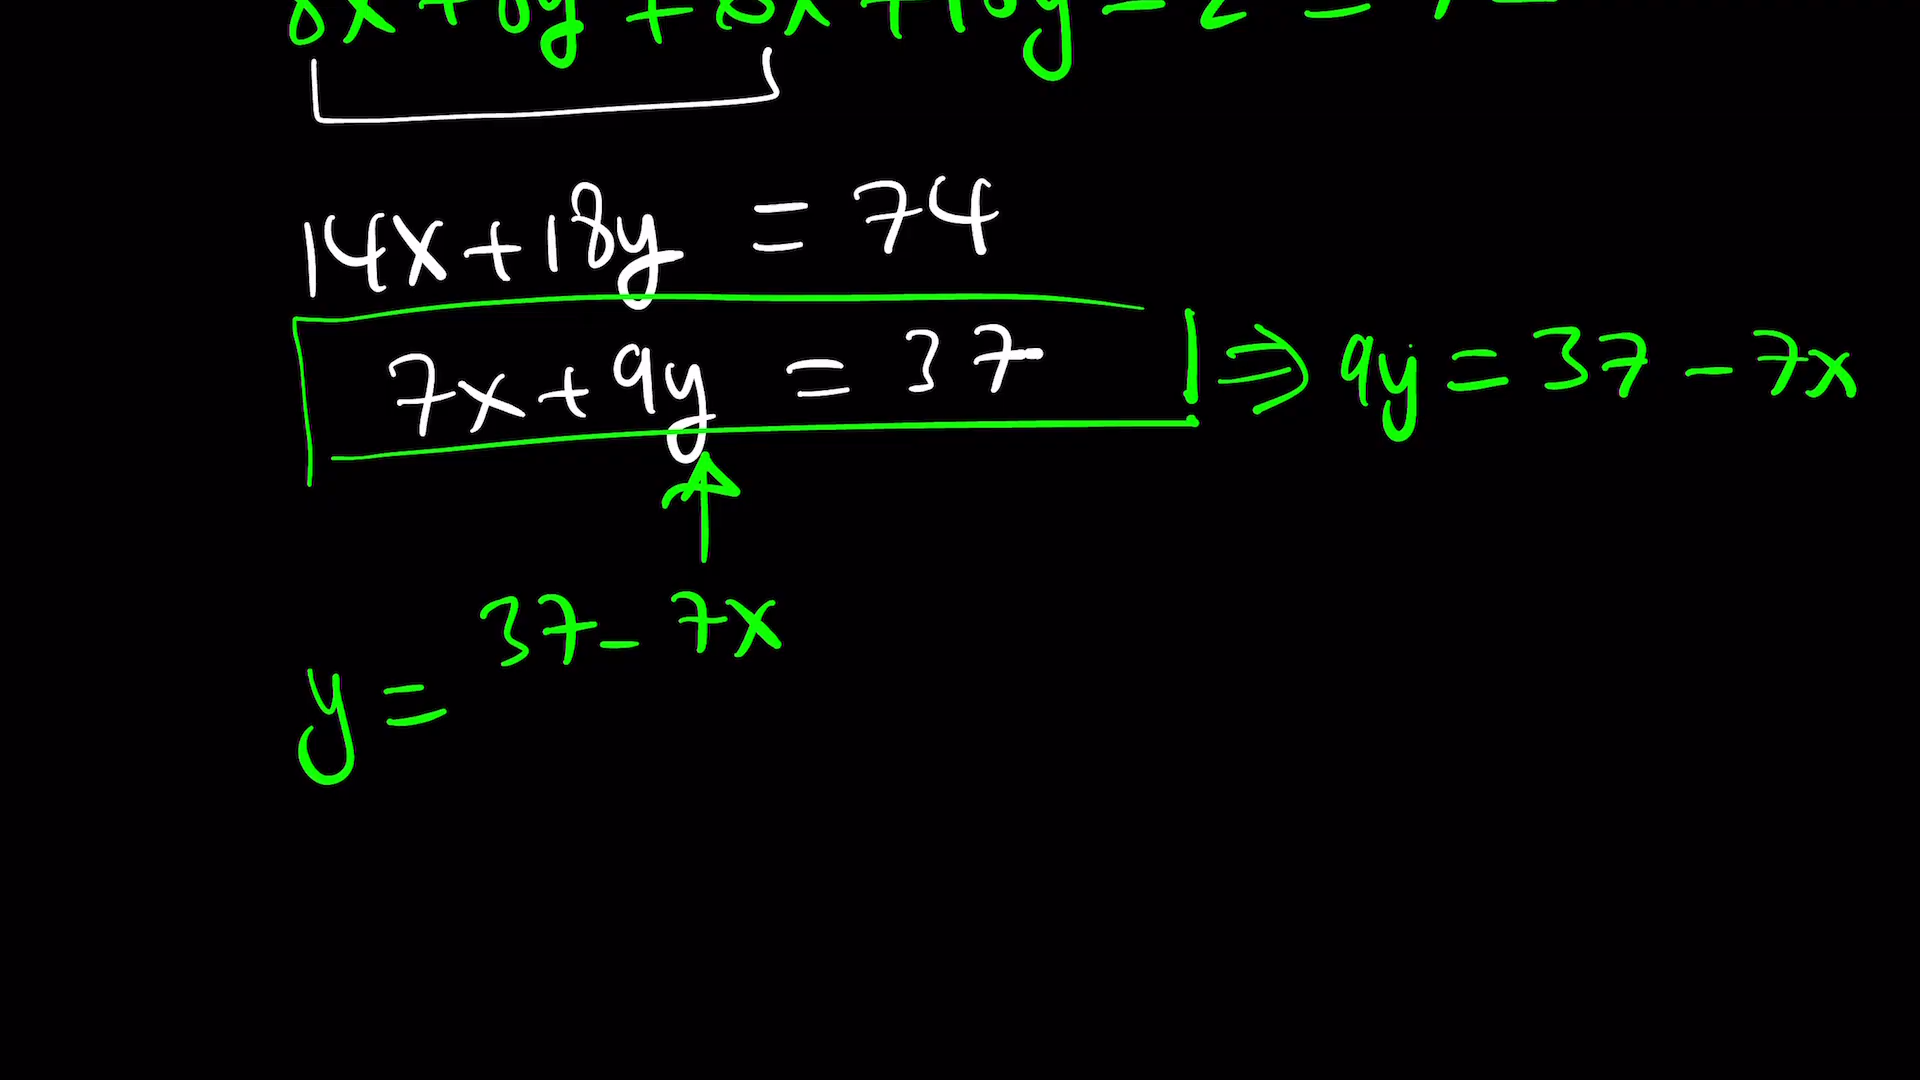 14x + 18y = 74
7x + 9y = 37 ⇒ 9y = 37 - 7x
37 - 7x
y =